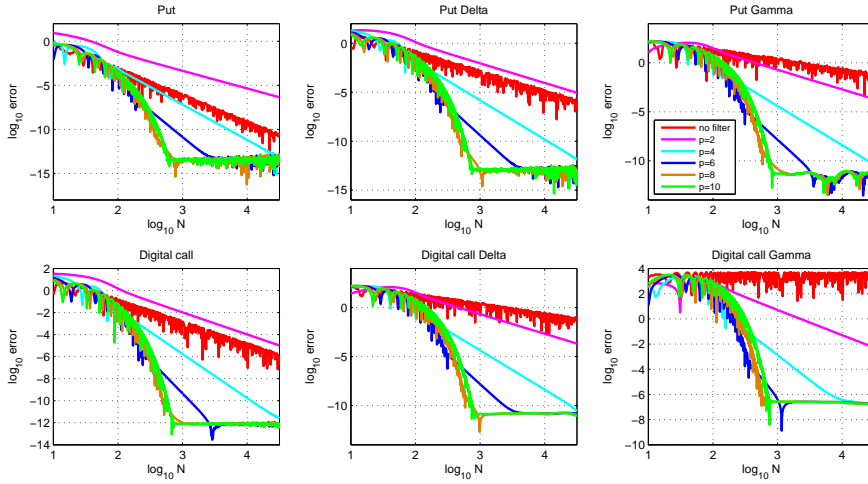 Put
Put Delta
Put Gamma
log10 error
0
−5
−10
−15
1 2 3 4
log10 N
log10 error
0
−5
−10
−15
1 2 3 4
log10 N
log10 error
0
−5
−10
1 2 3 4
log10 N
no filter
p=2
p=4
p=6
p=8
p=10
Digital call
Digital call Delta
Digital call Gamma
log10 error
2
0
−2
−4
−6
−8
−10
−12
−14
1 2 3 4
log10 N
log10 error
0
−5
−10
1 2 3 4
log10 N
log10 error
4
2
0
−2
−4
−6
−8
−10
1 2 3 4
log10 N